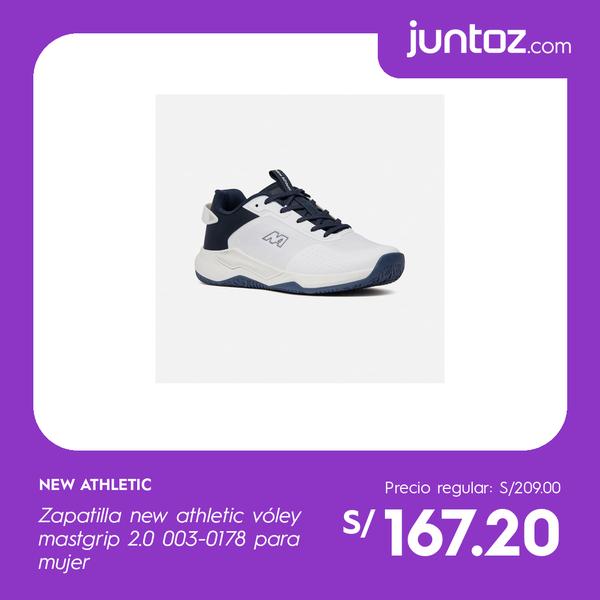 juntoz.com
NEW ATHLETIC
Zapatilla new athletic vóley
mastgrip 2.0 003-0178 para
mujer
Precio regular: S/209.00
S/ 167.20